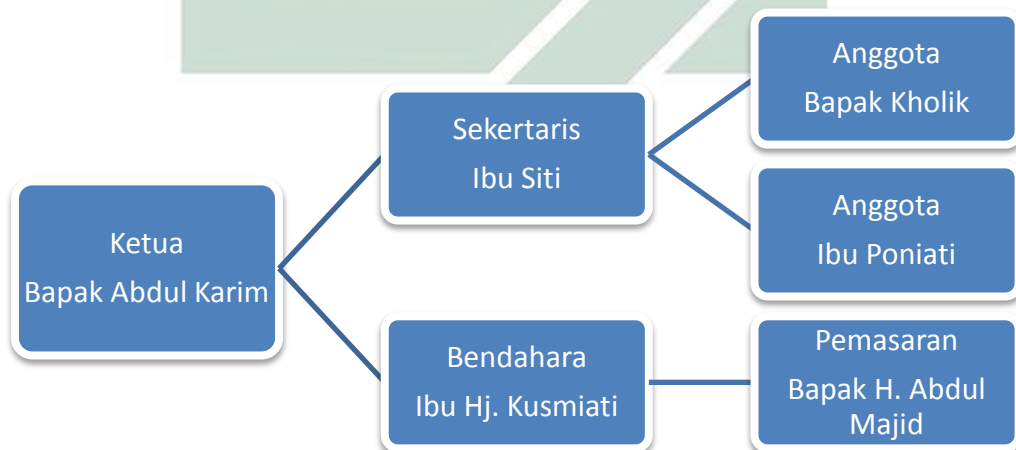 Ketua
Bapak Abdul Karim
Sekertaris
Ibu Siti
Anggota
Bapak Kholik
Anggota
Ibu Poniati
Bendahara
Ibu Hj. Kusmiati
Pemasaran
Bapak H. Abdul
Majid